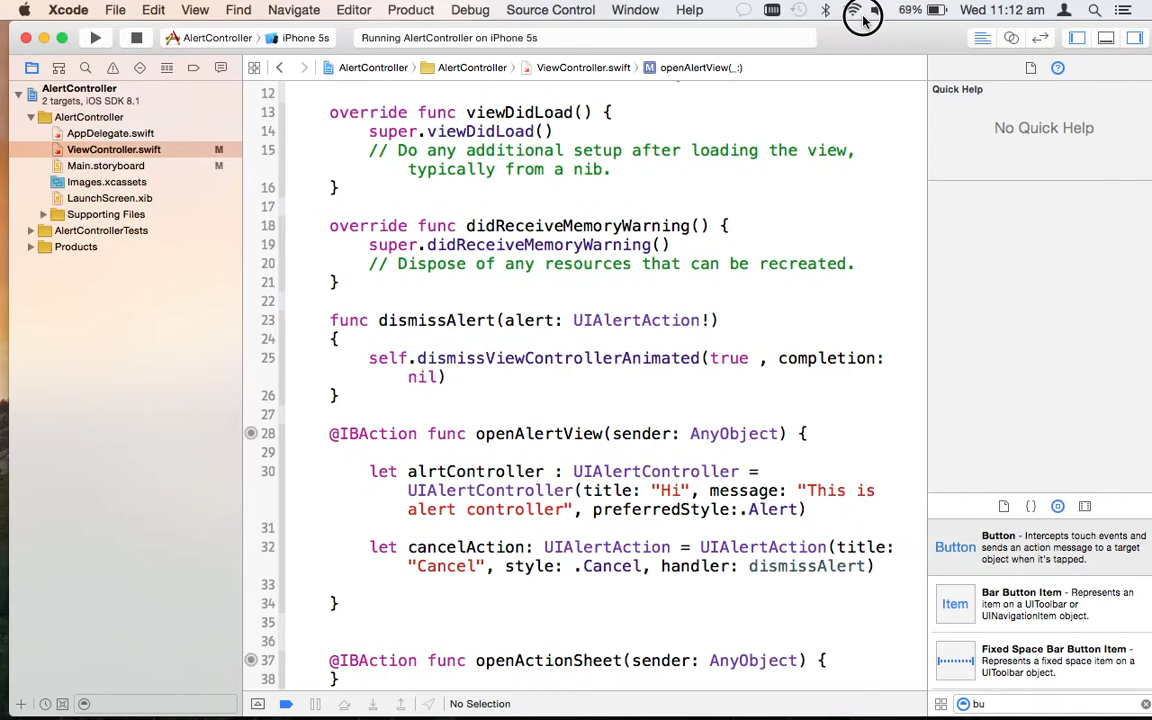 Xcode File Edit View Find Navigate Editor Product Debug Source Control Window Help 69% Wed 11:12 am
AlertController iPhone 5s Running AlertController on iPhone 5s
AlertController AlertController ViewController.swift M openAlertView(_:)
AlertController
2 targets, iOS SDK 8.1
AlertController
AppDelegate.swift
ViewController.swift M
Main.storyboard M
Images.xcassets
LaunchScreen.xib
Supporting Files
AlertControllerTests
Products
12
13 override func viewDidLoad() {
14 super.viewDidLoad()
15 // Do any additional setup after loading the view,
typically from a nib.
16 }
17
18 override func didReceiveMemoryWarning() {
19 super.didReceiveMemoryWarning()
20 // Dispose of any resources that can be recreated.
21 }
22
23 func dismissAlert(alert: UIAlertAction!)
24 {
25 self.dismissViewControllerAnimated(true , completion:
nil)
26 }
27
28 @IBAction func openAlertView(sender: AnyObject) {
29
30 let alrtController : UIAlertController =
UIAlertController(title: "Hi", message: "This is
alert controller", preferredStyle:.Alert)
31
32 let cancelAction: UIAlertAction = UIAlertAction(title:
"Cancel", style: .Cancel, handler: dismissAlert)
33
34 }
35
36
37 @IBAction func openActionSheet(sender: AnyObject) {
38 }
No Selection
Quick Help
No Quick Help
Button
Button - Intercepts touch events and
sends an action message to a target
object when it's tapped.
Item
Bar Button Item - Represents an
item on a UIToolbar or
UINavigationItem object.
Fixed Space Bar Button Item -
Represents a fixed space item on a
UIToolbar object.
bu